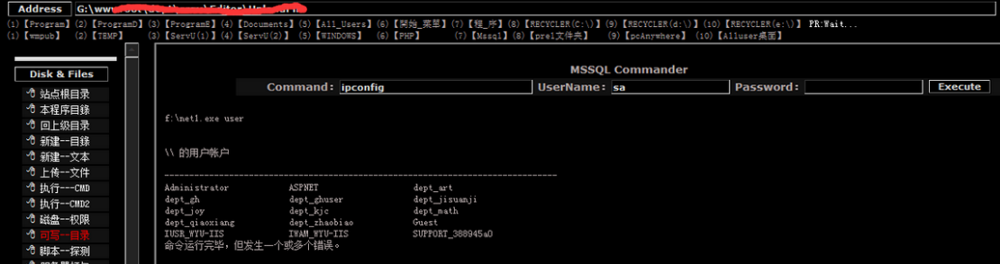 Address G:\www
(1)【Program】(2)【ProgramD】(3)【ProgramE】(4)【Documents】(5)【All_Users】(6)【開始_菜單】(7)【程_序】(8)【RECYCLER(C:\)】(9)【RECYCLER(d:\)】(10)【RECYCLER(e:\)】 PR:Wait...
(1)【wmpub】 (2)【TEMP】 (3)【ServU(1)】(4)【ServU(2)】(5)【WINDOWS】 (6)【PHP】 (7)【Mssql】(8)【prel文件夹】 (9)【pcAnywhere】 (10)【Alluser桌面】
Disk & Files
站点根目录
本程序目錄
回上级目录
新建--目錄
新建--文本
上传--文件
执行---CMD
执行--CMD2
磁盘--权限
可写--目录
脚本--探测
MSSQL Commander
Command: ipconfig UserName: sa Password: Execute
f:\net1.exe user
\\ 的用户帐户
-------------------------------------------------------------------------------
Administrator ASPNET dept_art
dept_gh dept_ghuser dept_jisuanji
dept_joy dept_kjc dept_math
dept_qiaoxiang dept_zhaobiao Guest
IUSR_WYU-IIS IWAM_WYU-IIS SUPPORT_388945a0
命令运行完毕，但发生一个或多个错误。